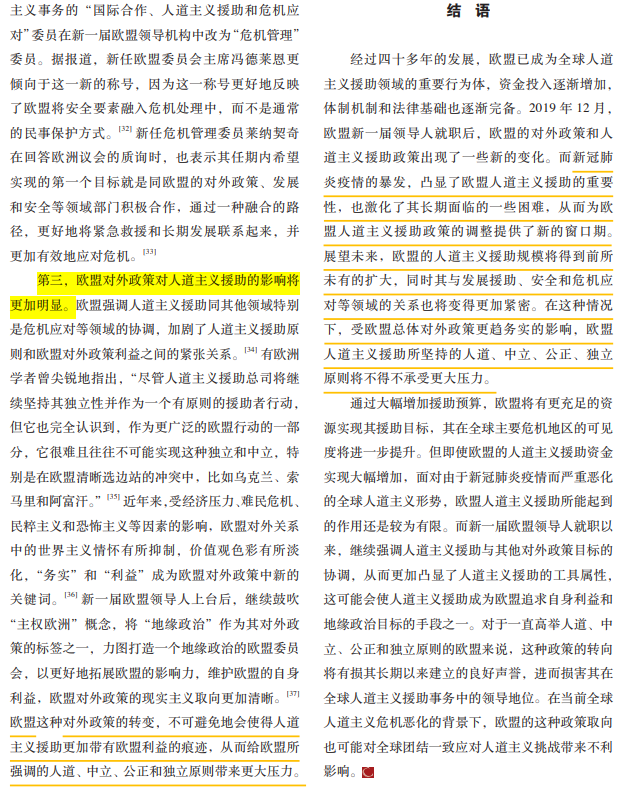 主义事务的“国际合作、人道主义援助和危机应
对”委员在新一届欧盟领导机构中改为“危机管理”
委员。据报道，新任欧盟委员会主席冯德莱恩更
倾向于这一新的称号，因为这一称号更好地反映
了欧盟将安全要素融入危机处理中，而不是通常
的民事保护方式。[32] 新任危机管理委员莱纳契奇
在回答欧洲议会的质询时，也表示其任期内希望
实现的第一个目标就是同欧盟的对外政策、发展
和安全等领域部门积极合作，通过一种融合的路
径，更好地将紧急救援和长期发展联系起来，并
更加有效地应对危机。[33]
第三，欧盟对外政策对人道主义援助的影响将
更加明显。欧盟强调人道主义援助同其他领域特别
是危机应对等领域的协调，加剧了人道主义援助原
则和欧盟对外政策利益之间的紧张关系。[34] 有欧洲
学者曾尖锐地指出，“尽管人道主义援助总司将继
续坚持其独立性并作为一个有原则的援助者行动，
但它也完全认识到，作为更广泛的欧盟行动的一部
分，它很难且往往不可能实现这种独立和中立，特
别是在欧盟清晰选边站的冲突中，比如乌克兰、索
马里和阿富汗。”[35] 近年来，受经济压力、难民危机、
民粹主义和恐怖主义等因素的影响，欧盟对外关系
中的世界主义情怀有所抑制，价值观色彩有所淡
化，“务实”和“利益”成为欧盟对外政策中新的
关键词。[36] 新一届欧盟领导人上台后，继续鼓吹
“主权欧洲”概念，将“地缘政治”作为其对外政
策的标签之一，力图打造一个地缘政治的欧盟委员
会，以更好地拓展欧盟的影响力，维护欧盟的自身
利益，欧盟对外政策的现实主义取向更加清晰。[37]
欧盟这种对外政策的转变，不可避免地会使得人道
主义援助更加带有欧盟利益的痕迹，从而给欧盟所
强调的人道、中立、公正和独立原则带来更大压力。
结 语
经过四十多年的发展，欧盟已成为全球人道
主义援助领域的重要行为体，资金投入逐渐增加，
体制机制和法律基础也逐渐完备。2019 年 12 月，
欧盟新一届领导人就职后，欧盟的对外政策和人
道主义援助政策出现了一些新的变化。而新冠肺
炎疫情的暴发，凸显了欧盟人道主义援助的重要
性，也激化了其长期面临的一些困难，从而为欧
盟人道主义援助政策的调整提供了新的窗口期。
展望未来，欧盟的人道主义援助规模将得到前所
未有的扩大，同时其与发展援助、安全和危机应
对等领域的关系也将变得更加紧密。在这种情况
下，受欧盟总体对外政策更趋务实的影响，欧盟
人道主义援助所坚持的人道、中立、公正、独立
原则将不得不承受更大压力。
通过大幅增加援助预算，欧盟将有更充足的资
源实现其援助目标，其在全球主要危机地区的可见
度将进一步提升。但即使欧盟的人道主义援助资金
实现大幅增加，面对由于新冠肺炎疫情而严重恶化
的全球人道主义形势，欧盟人道主义援助所能起到
的作用还是较为有限。而新一届欧盟领导人就职以
来，继续强调人道主义援助与其他对外政策目标的
协调，从而更加凸显了人道主义援助的工具属性，
这可能会使人道主义援助成为欧盟追求自身利益和
地缘政治目标的手段之一。对于一直高举人道、中
立、公正和独立原则的欧盟来说，这种政策的转向
将有损其长期以来建立的良好声誉，进而损害其在
全球人道主义援助事务中的领导地位。在当前全球
人道主义危机恶化的背景下，欧盟的这种政策取向
也可能对全球团结一致应对人道主义挑战带来不利
影响。